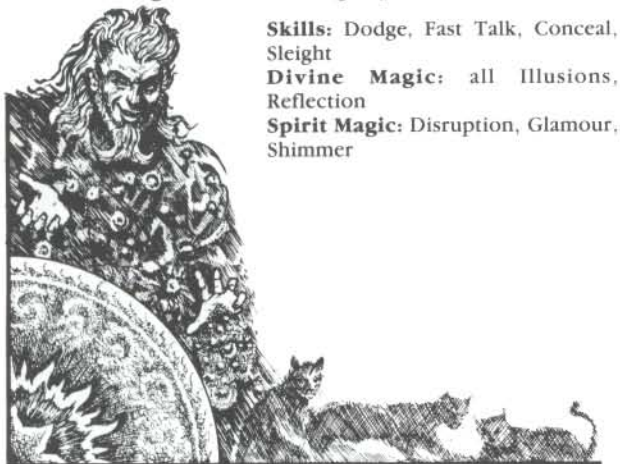 Skills: Dodge, Fast Talk, Conceal,
Sleight
Divine Magic: all Illusions,
Reflection
Spirit Magic: Disruption, Glamour,
Shimmer